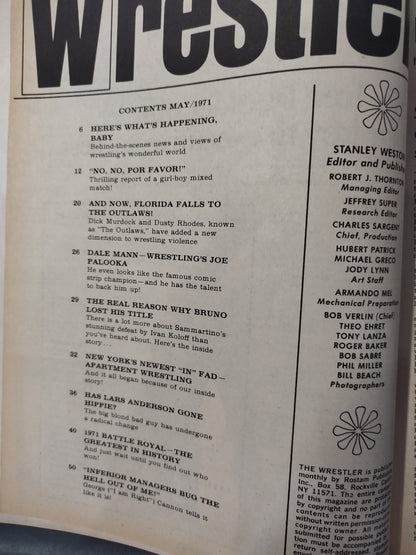 Wrestle
CONTENTS MAY/1971
6 HERE'S WHAT'S HAPPENING,
BABY
Behind-the-scenes news and views of
wrestling's wonderful world
12 "NO, NO, POR FAVOR!"
Thrilling report of a girl-boy mixed
match!
20 AND NOW, FLORIDA FALLS TO
THE OUTLAWS!
Dick Murdock and Dusty Rhodes, known
as "The Outlaws," have added a new
dimension to wrestling violence
26 DALE MANN—WRESTLING'S JOE
PALOOKA
He even looks like the famous comic
strip champion—and he has the talent
to back him up!
29 THE REAL REASON WHY BRUNO
LOST HIS TITLE
There is a lot more about Sammartino's
stunning defeat by Ivan Koloff than
you've heard about. Here's the inside
story...
32 NEW YORK'S NEWEST "IN" FAD—
APARTMENT WRESTLING
And it all began because of our inside
story!
36 HAS LARS ANDERSON GONE
HIPPIE?
The big blond bad guy has undergone
a radical change
40 1971 BATTLE ROYAL—THE
GREATEST IN HISTORY
And just wait until you find out who
won!
50 "INFERIOR MANAGERS BUG THE
HELL OUT OF ME!"
George ("I am Right") Cannon tells it
like it is!
STANLEY WESTON
Editor and Publisher
ROBERT J. THORNTON
Managing Editor
JEFFREY SUPER
Research Editor
CHARLES SARGENT
Chief, Production
HUBERT PATRICK
MICHAEL GRECO
JODY LYNN
Art Staff
ARMANDO MEL
Mechanical Preparation
BOB VERLIN (Chief)
THEO EHRET
TONY LANZA
ROGER BAKER
BOB SABRE
PHIL MILLER
BILL BEACH
Photographers
THE WRESTLER is publish
monthly by Rostam Publish
Inc., Box 58, Rockville C
NY 11571. The entire conte
of this magazine are prote
by copyright and no part of
contents can be repro
without written permission
copyright owner. All manu
submitted for possible p
tion must be accompanied
return self-addressed,